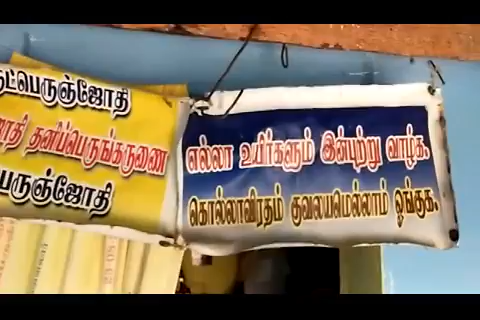 ட்பெருஞ்ஜோதி
ஜோதி தனிப்பெருங்கருணை
பெருஞ்ஜோதி
எல்லா உயிர்களும் இன்புற்று வாழ்க.
கொல்லாவிரதம் குவலயமெல்லாம் ஓங்குக.